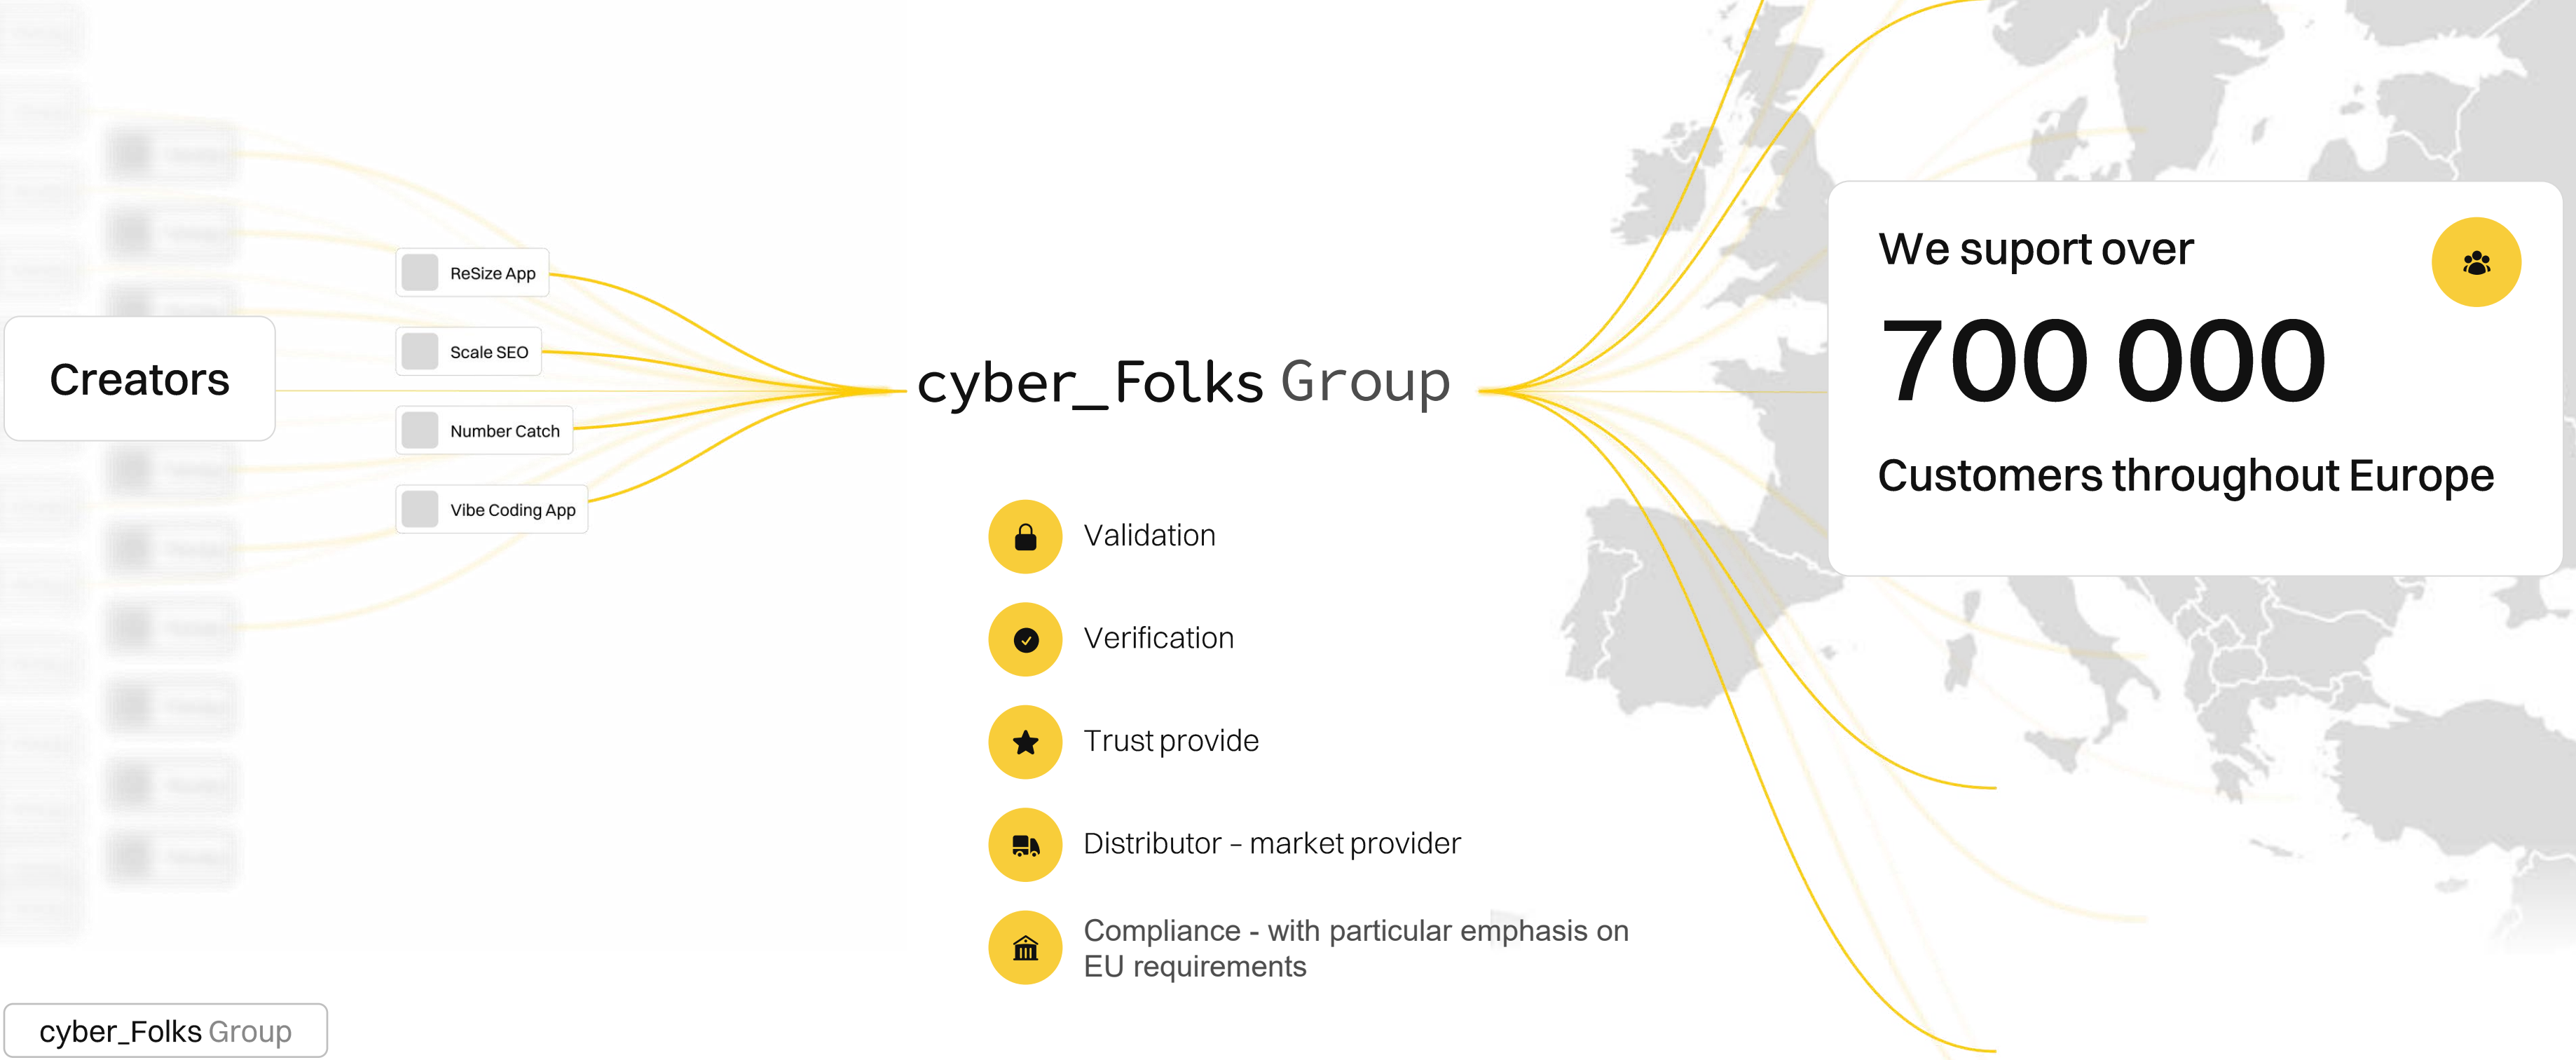 Creators
ReSize App
Scale SEO
Number Catch
Vibe Coding App
cyber_Folks Group
Validation
Verification
Trust provide
Distributor – market provider
Compliance - with particular emphasis on
EU requirements
We suport over
700 000
Customers throughout Europe
cyber_Folks Group